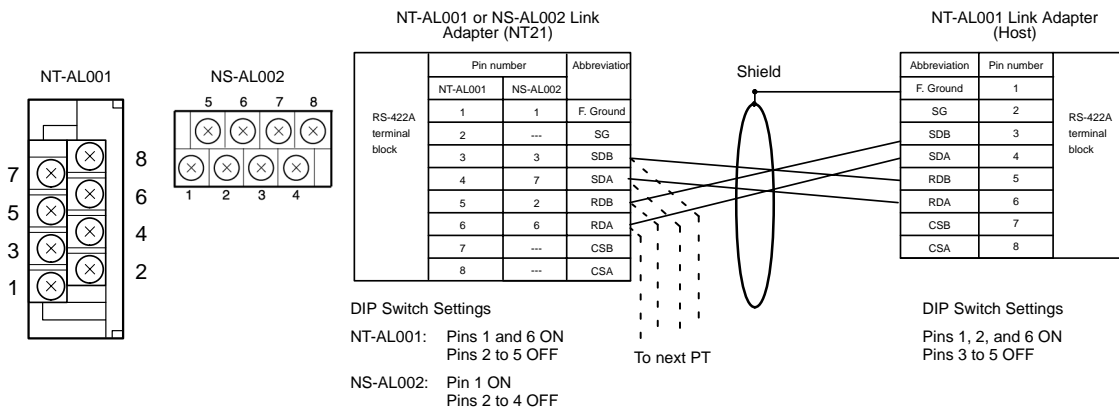 NT-AL001 or NS-AL002 Link
Adapter (NT21)
NT-AL001 Link Adapter
(Host)
NT-AL001
7
5
3
1
8
6
4
2
NS-AL002
5 6 7 8
1 2 3 4
Pin number Abbreviation
NT-AL001 NS-AL002
RS-422A
terminal
block
1 1 F. Ground
2 --- SG
3 3 SDB
4 7 SDA
5 2 RDB
6 6 RDA
7 --- CSB
8 --- CSA
Shield
To next PT
Abbreviation Pin number
F. Ground 1
SG 2
SDB 3
SDA 4
RDB 5
RDA 6
CSB 7
CSA 8
RS-422A
terminal
block
DIP Switch Settings
NT-AL001: Pins 1 and 6 ON
Pins 2 to 5 OFF
NS-AL002: Pin 1 ON
Pins 2 to 4 OFF
DIP Switch Settings
Pins 1, 2, and 6 ON
Pins 3 to 5 OFF